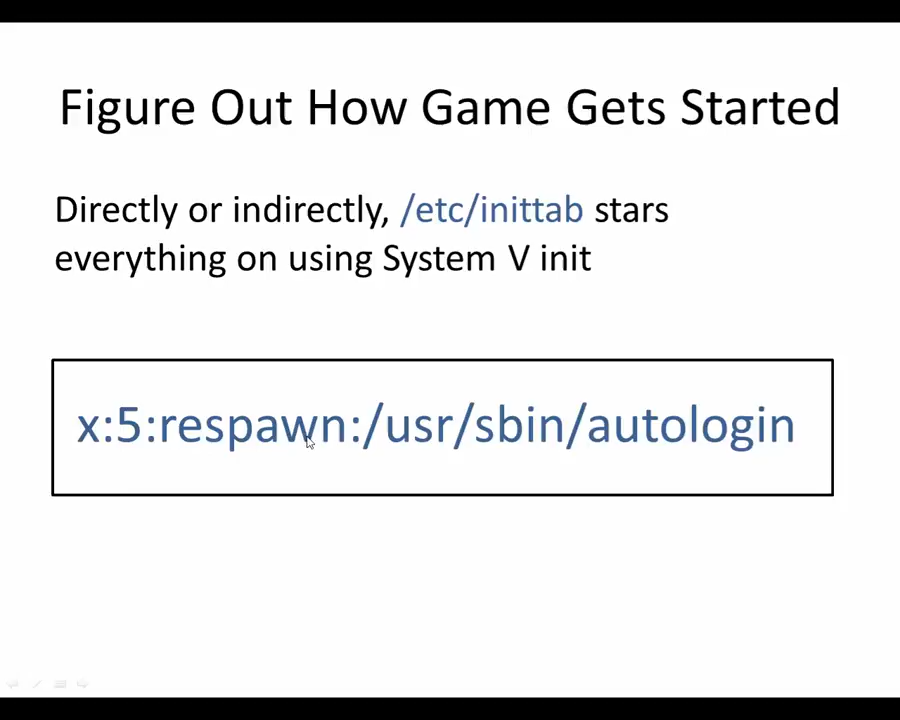 Figure Out How Game Gets Started
Directly or indirectly, /etc/inittab stars
everything on using System V init
x:5:respawn:/usr/sbin/autologin